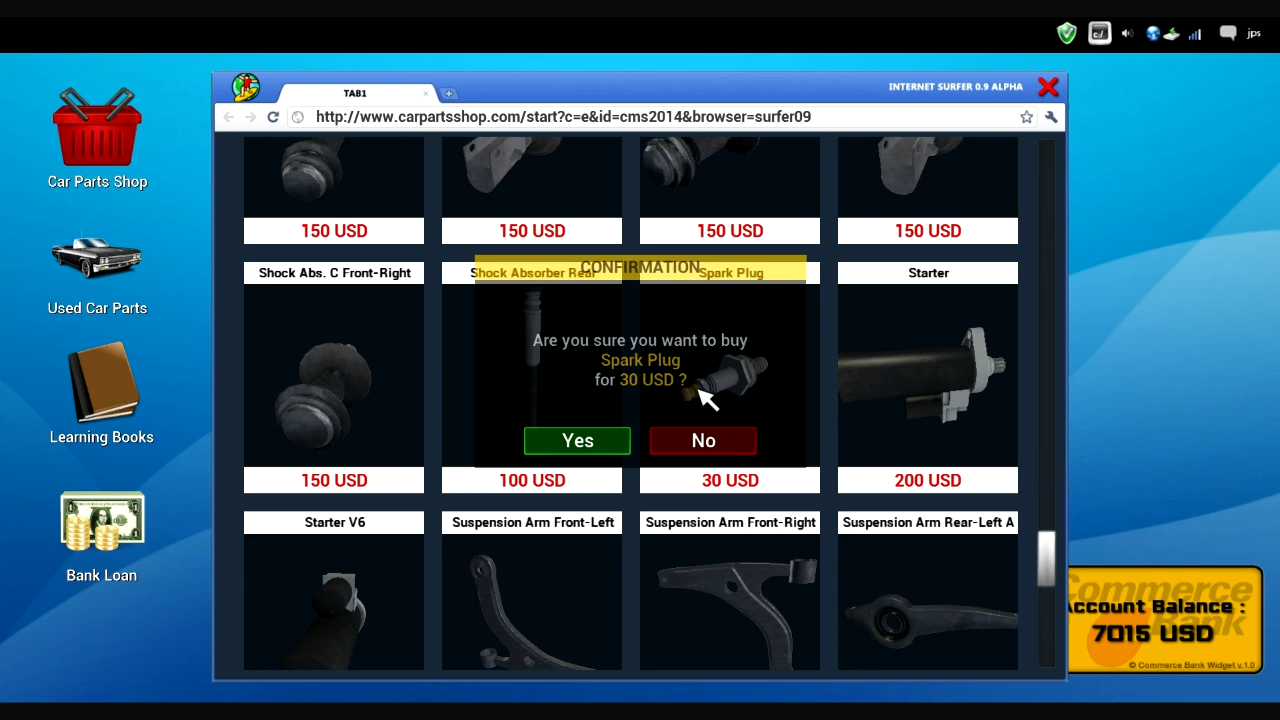 c:/
jps
TAB1
INTERNET SURFER 0.9 ALPHA
http://www.carpartsshop.com/start?c=e&id=cms2014&browser=surfer09
Car Parts Shop
Used Car Parts
Learning Books
Bank Loan
150 USD
150 USD
150 USD
150 USD
Shock Abs. C Front-Right
Shock Absorber Rear
Spark Plug
Starter
CONFIRMATION
Are you sure you want to buy
Spark Plug
for 30 USD ?
Yes
No
150 USD
100 USD
30 USD
200 USD
Starter V6
Suspension Arm Front-Left
Suspension Arm Front-Right
Suspension Arm Rear-Left A
Commerce
Bank
Account Balance :
7015 USD
© Commerce Bank Widget v.1.0